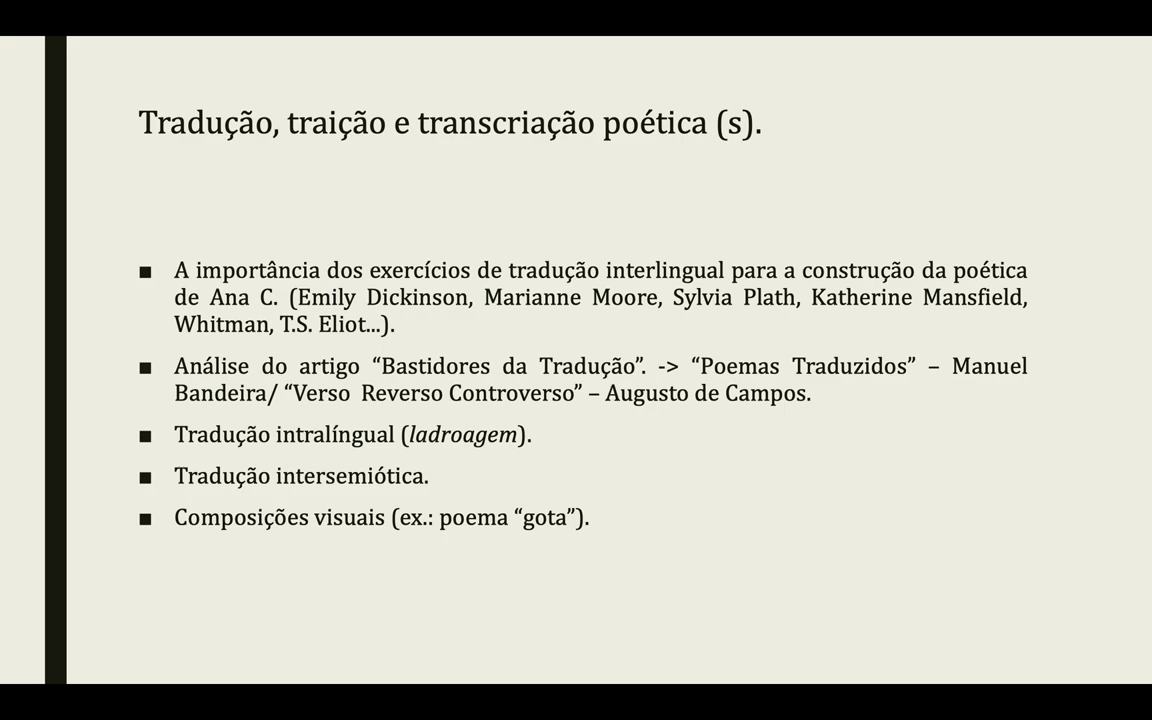 Tradução, traição e transcriação poética (s).
■ A importância dos exercícios de tradução interlingual para a construção da poética
de Ana C. (Emily Dickinson, Marianne Moore, Sylvia Plath, Katherine Mansfield,
Whitman, T.S. Eliot...).
■ Análise do artigo “Bastidores da Tradução”. -> “Poemas Traduzidos” – Manuel
Bandeira/ “Verso Reverso Controverso” – Augusto de Campos.
■ Tradução intralíngual (ladroagem).
■ Tradução intersemiótica.
■ Composições visuais (ex.: poema “gota”).